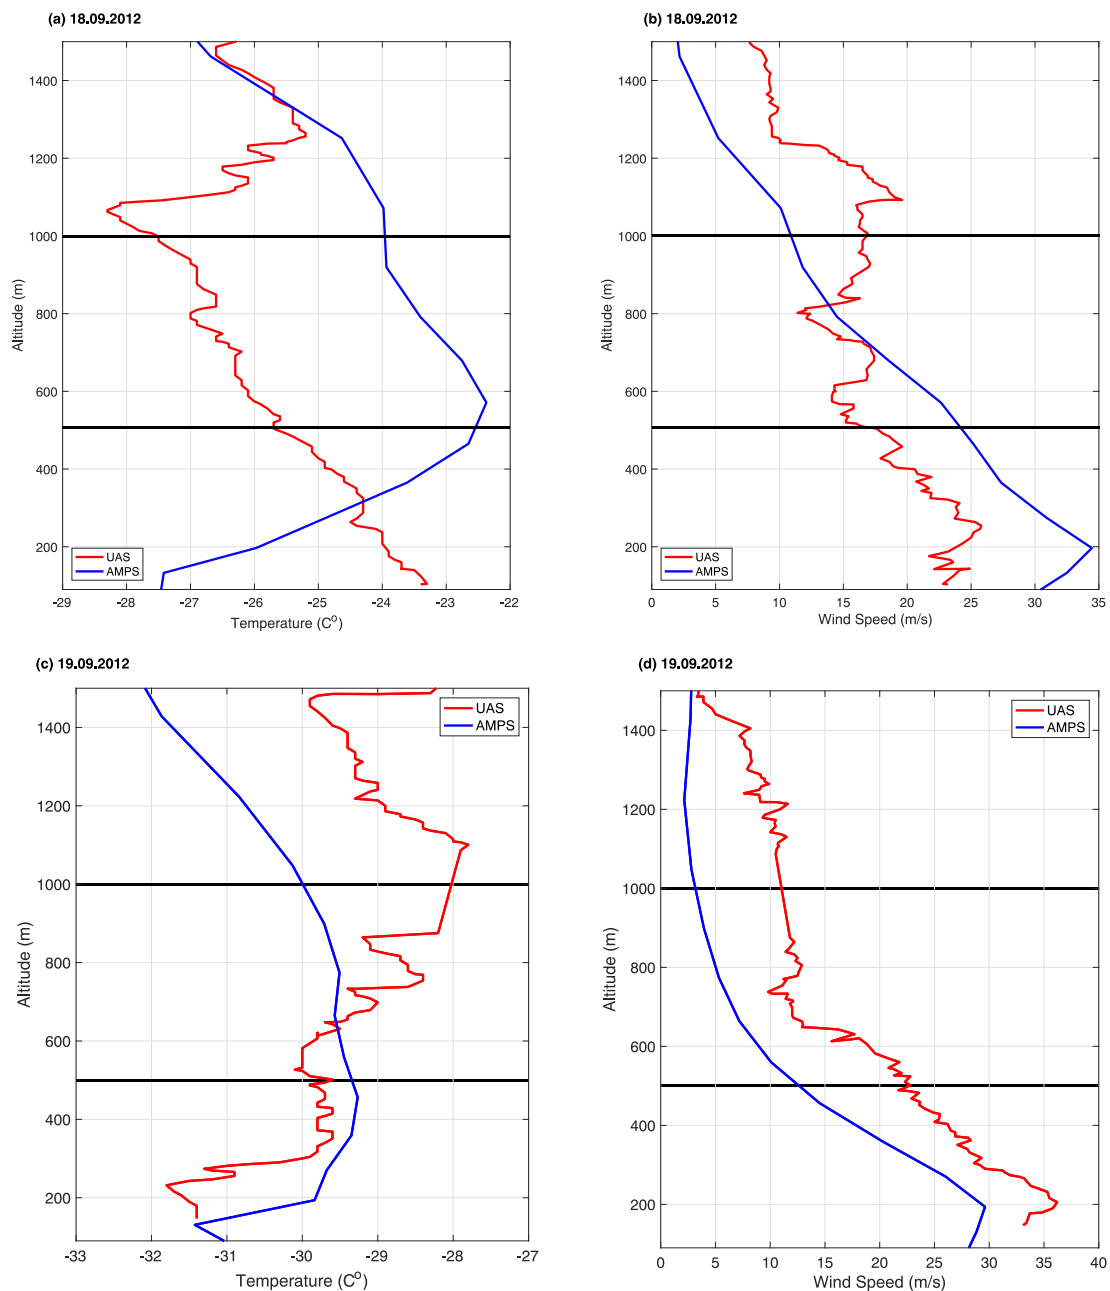 (a) 18.09.2012
1400
1200
1000
800
600
400
200
Altitude (m)
UAS
AMPS
-29 -28 -27 -26 -25 -24 -23 -22
Temperature (C°)
(b) 18.09.2012
1400
1200
1000
800
600
400
200
Altitude (m)
UAS
AMPS
0 5 10 15 20 25 30 35
Wind Speed (m/s)
(c) 19.09.2012
UAS
AMPS
1400
1200
1000
800
600
400
200
Altitude (m)
-33 -32 -31 -30 -29 -28 -27
Temperature (C°)
(d) 19.09.2012
UAS
AMPS
1400
1200
1000
800
600
400
200
Altitude (m)
0 5 10 15 20 25 30 35 40
Wind Speed (m/s)